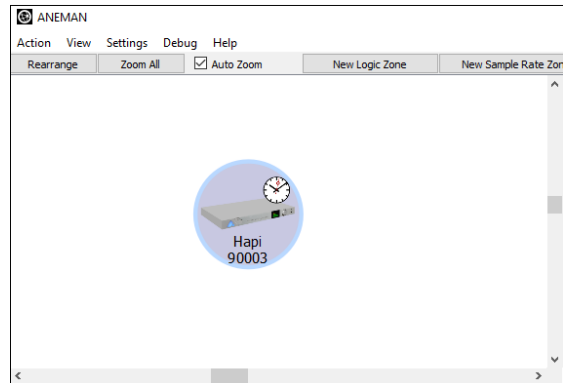 ANEMAN
Action View Settings Debug Help
Rearrange Zoom All Auto Zoom New Logic Zone New Sample Rate Zon
Hapi
90003